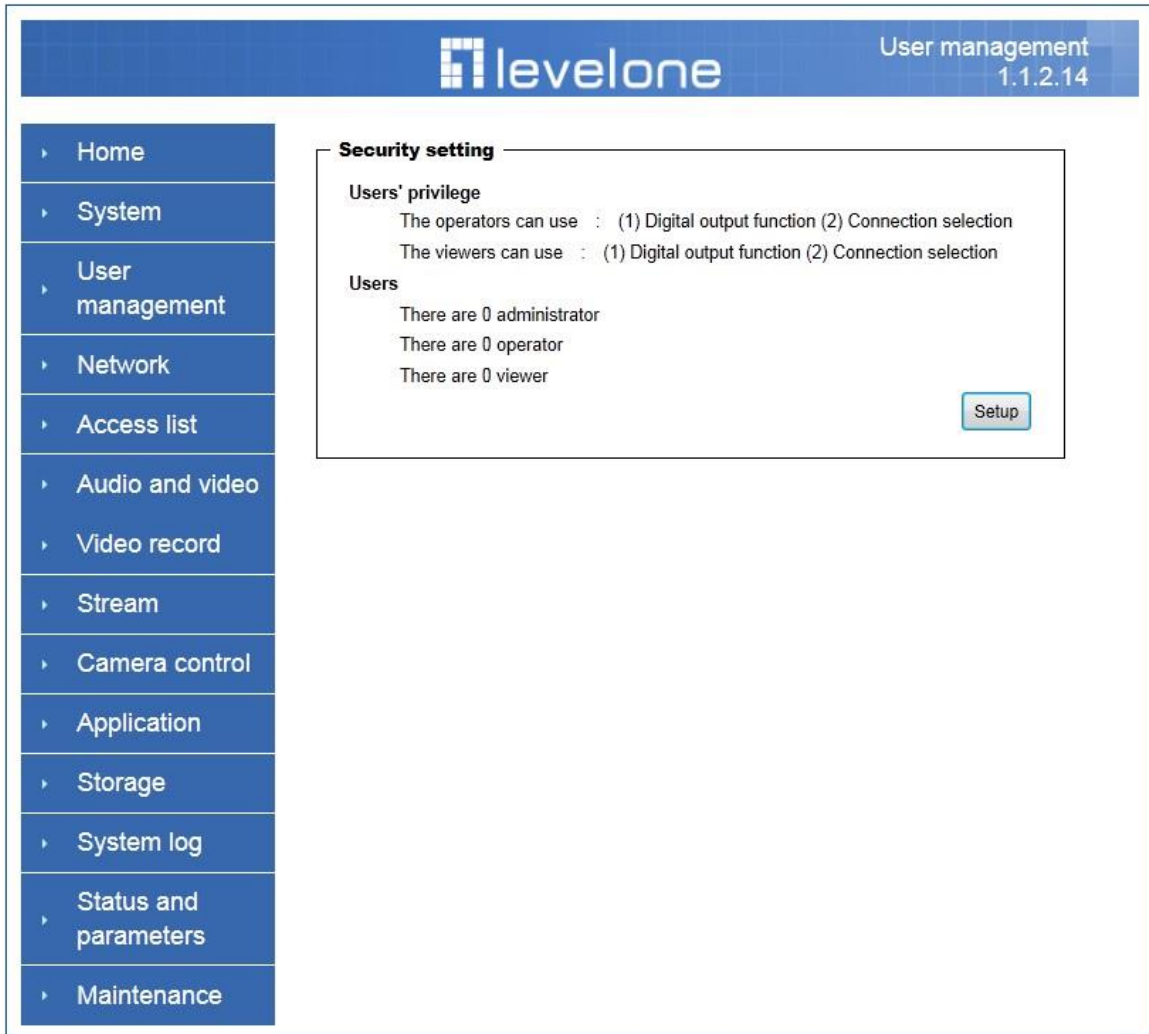 levelone
User management
1.1.2.14
Home
System
User
management
Network
Access list
Audio and video
Video record
Stream
Camera control
Application
Storage
System log
Status and
parameters
Maintenance
Security setting
Users' privilege
The operators can use : (1) Digital output function (2) Connection selection
The viewers can use : (1) Digital output function (2) Connection selection
Users
There are 0 administrator
There are 0 operator
There are 0 viewer
Setup